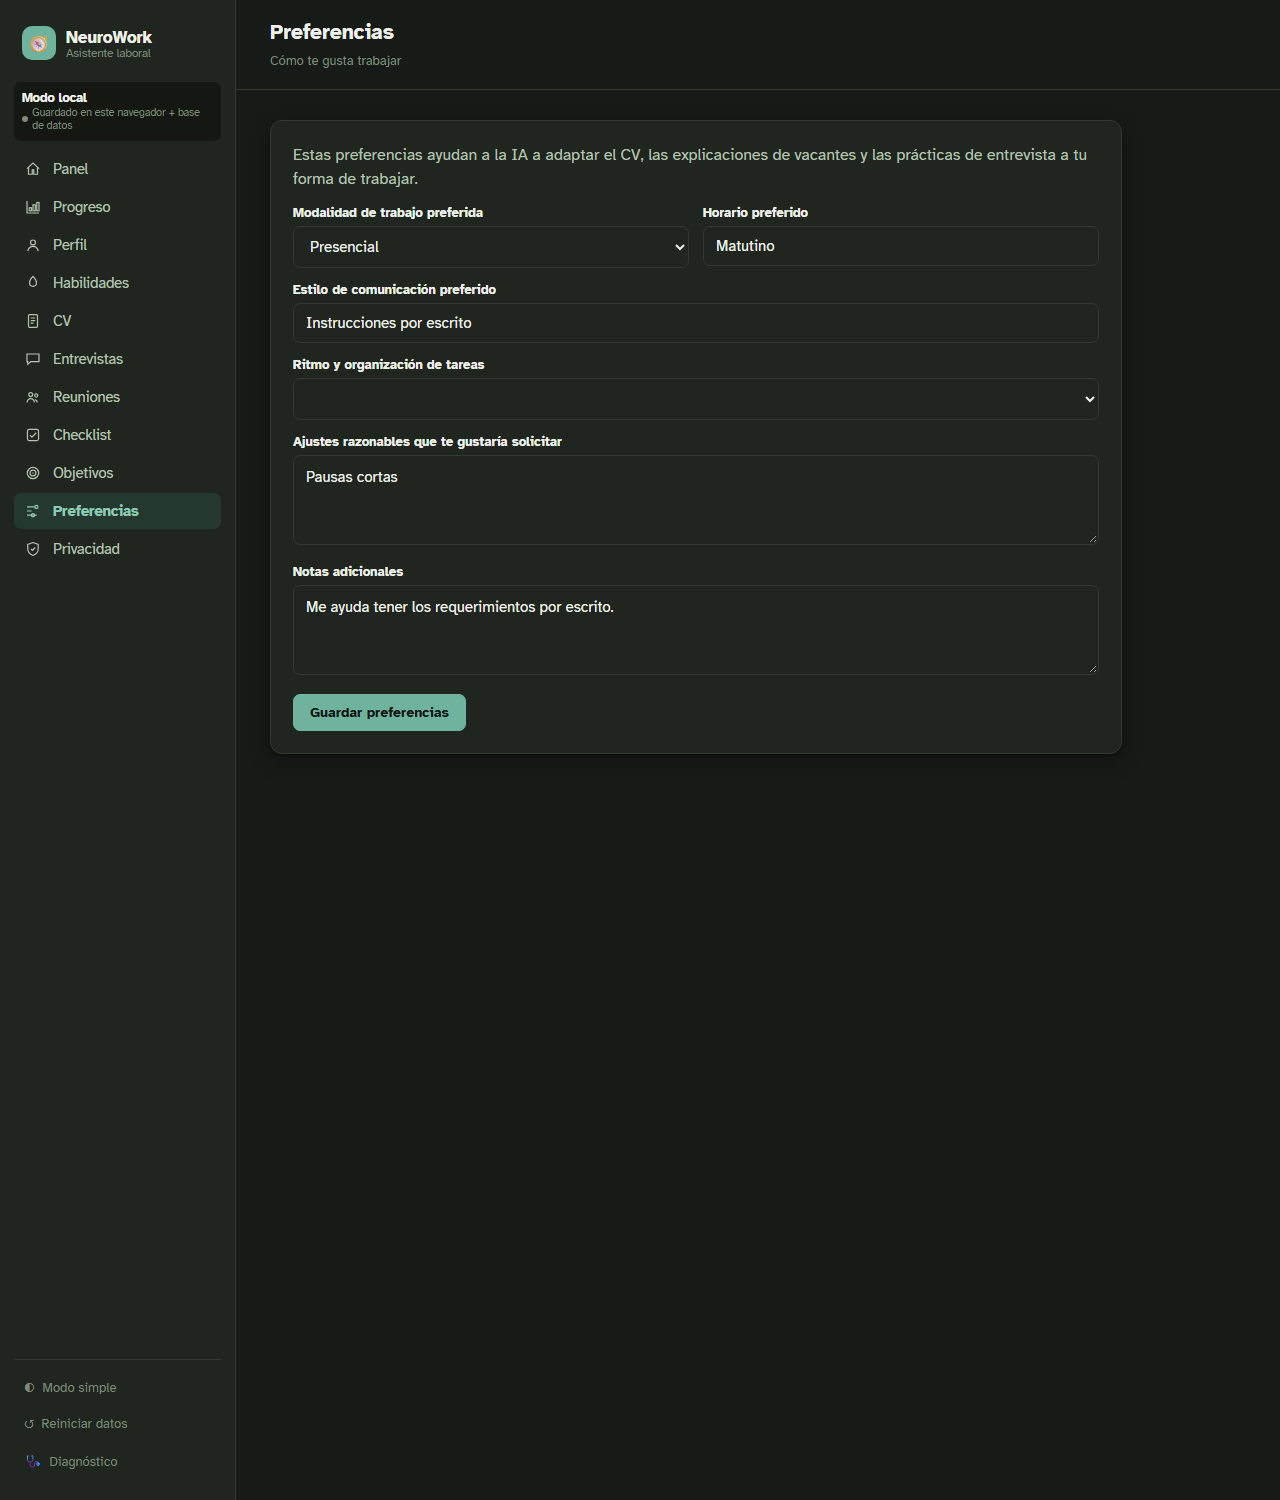 NeuroWork
Asistente laboral
Modo local
Guardado en este navegador + base
de datos
Panel
Progreso
Perfil
Habilidades
CV
Entrevistas
Reuniones
Checklist
Objetivos
Preferencias
Privacidad
Modo simple
Reiniciar datos
Diagnóstico
Preferencias
Cómo te gusta trabajar
Estas preferencias ayudan a la IA a adaptar el CV, las explicaciones de vacantes y las prácticas de entrevista a tu
forma de trabajar.
Modalidad de trabajo preferida
Presencial
Horario preferido
Matutino
Estilo de comunicación preferido
Instrucciones por escrito
Ritmo y organización de tareas
Ajustes razonables que te gustaría solicitar
Pausas cortas
Notas adicionales
Me ayuda tener los requerimientos por escrito.
Guardar preferencias